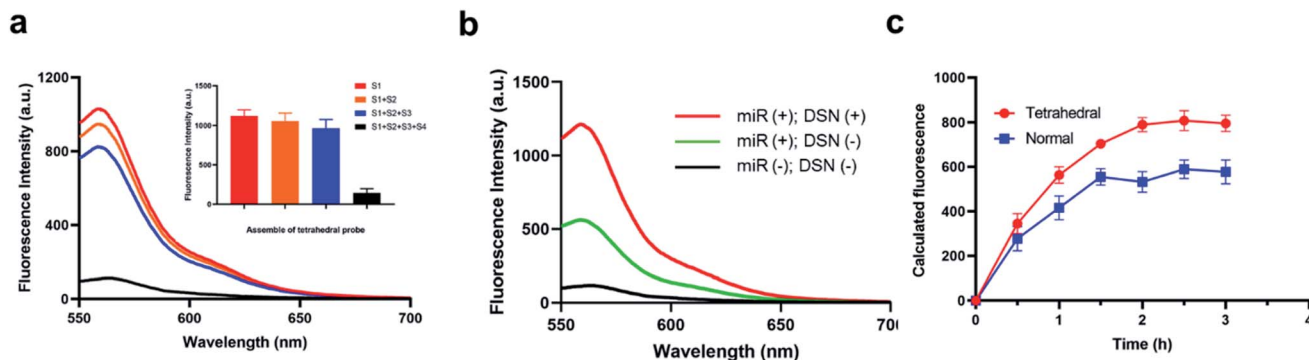 a
Fluorescence Intensity (a.u.)
1200
800
400
0
550
600
650
700
Wavelength (nm)
Fluorescence Intensity (a.u.)
1500
1000
500
0
Assemble of tetrahedral probe
S1
S1+S2
S1+S2+S3
S1+S2+S3+S4
b
Fluorescence Intensity (a.u.)
1500
1000
500
0
550
600
650
700
Wavelength (nm)
miR (+); DSN (+)
miR (+); DSN (-)
miR (-); DSN (-)
c
Calculated fluorescence
1000
800
600
400
200
0
0
1
2
3
4
Time (h)
Tetrahedral
Normal